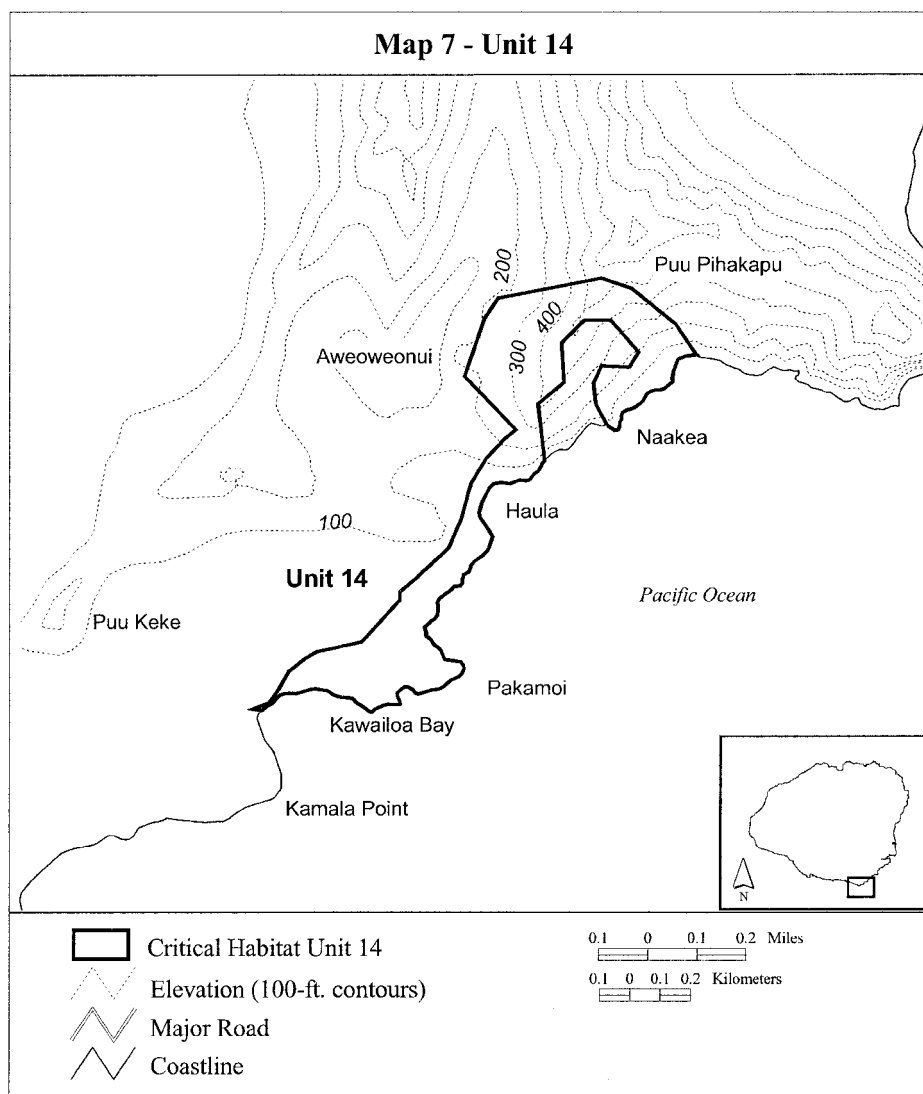 Map 7 - Unit 14
Puu Pihakapu
200
400
300
Aweoweonui
Naakea
Haula
100
Unit 14
Pacific Ocean
Puu Keke
Pakamoi
Kawailoa Bay
Kamala Point
N
Critical Habitat Unit 14
Elevation (100-ft. contours)
Major Road
Coastline
0.1 0 0.1 0.2 Miles
0.1 0 0.1 0.2 Kilometers